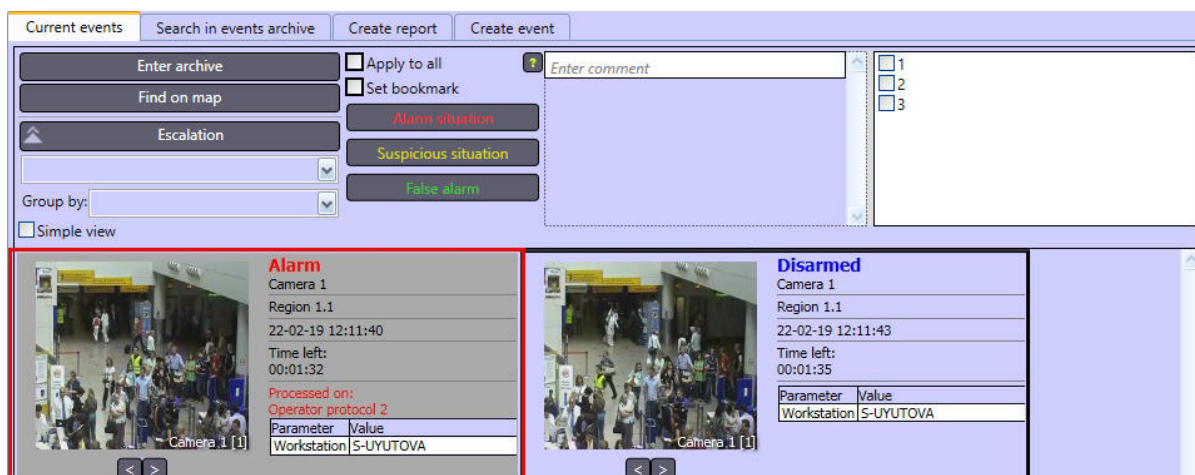 Current events
Search in events archive
Create report
Create event
Enter archive
Find on map
Escalation
Group by:
Simple view
Apply to all
Set bookmark
Alarm situation
Suspicious situation
False alarm
?
Enter comment
1
2
3
Alarm
Camera 1
Region 1.1
22-02-19 12:11:40
Time left:
00:01:32
Processed on:
Operator protocol 2
Parameter Value
Workstation S-UYUTOVA
Camera 1 [1]
< >
Disarmed
Camera 1
Region 1.1
22-02-19 12:11:43
Time left:
00:01:35
Parameter Value
Workstation S-UYUTOVA
Camera 1 [1]
< >